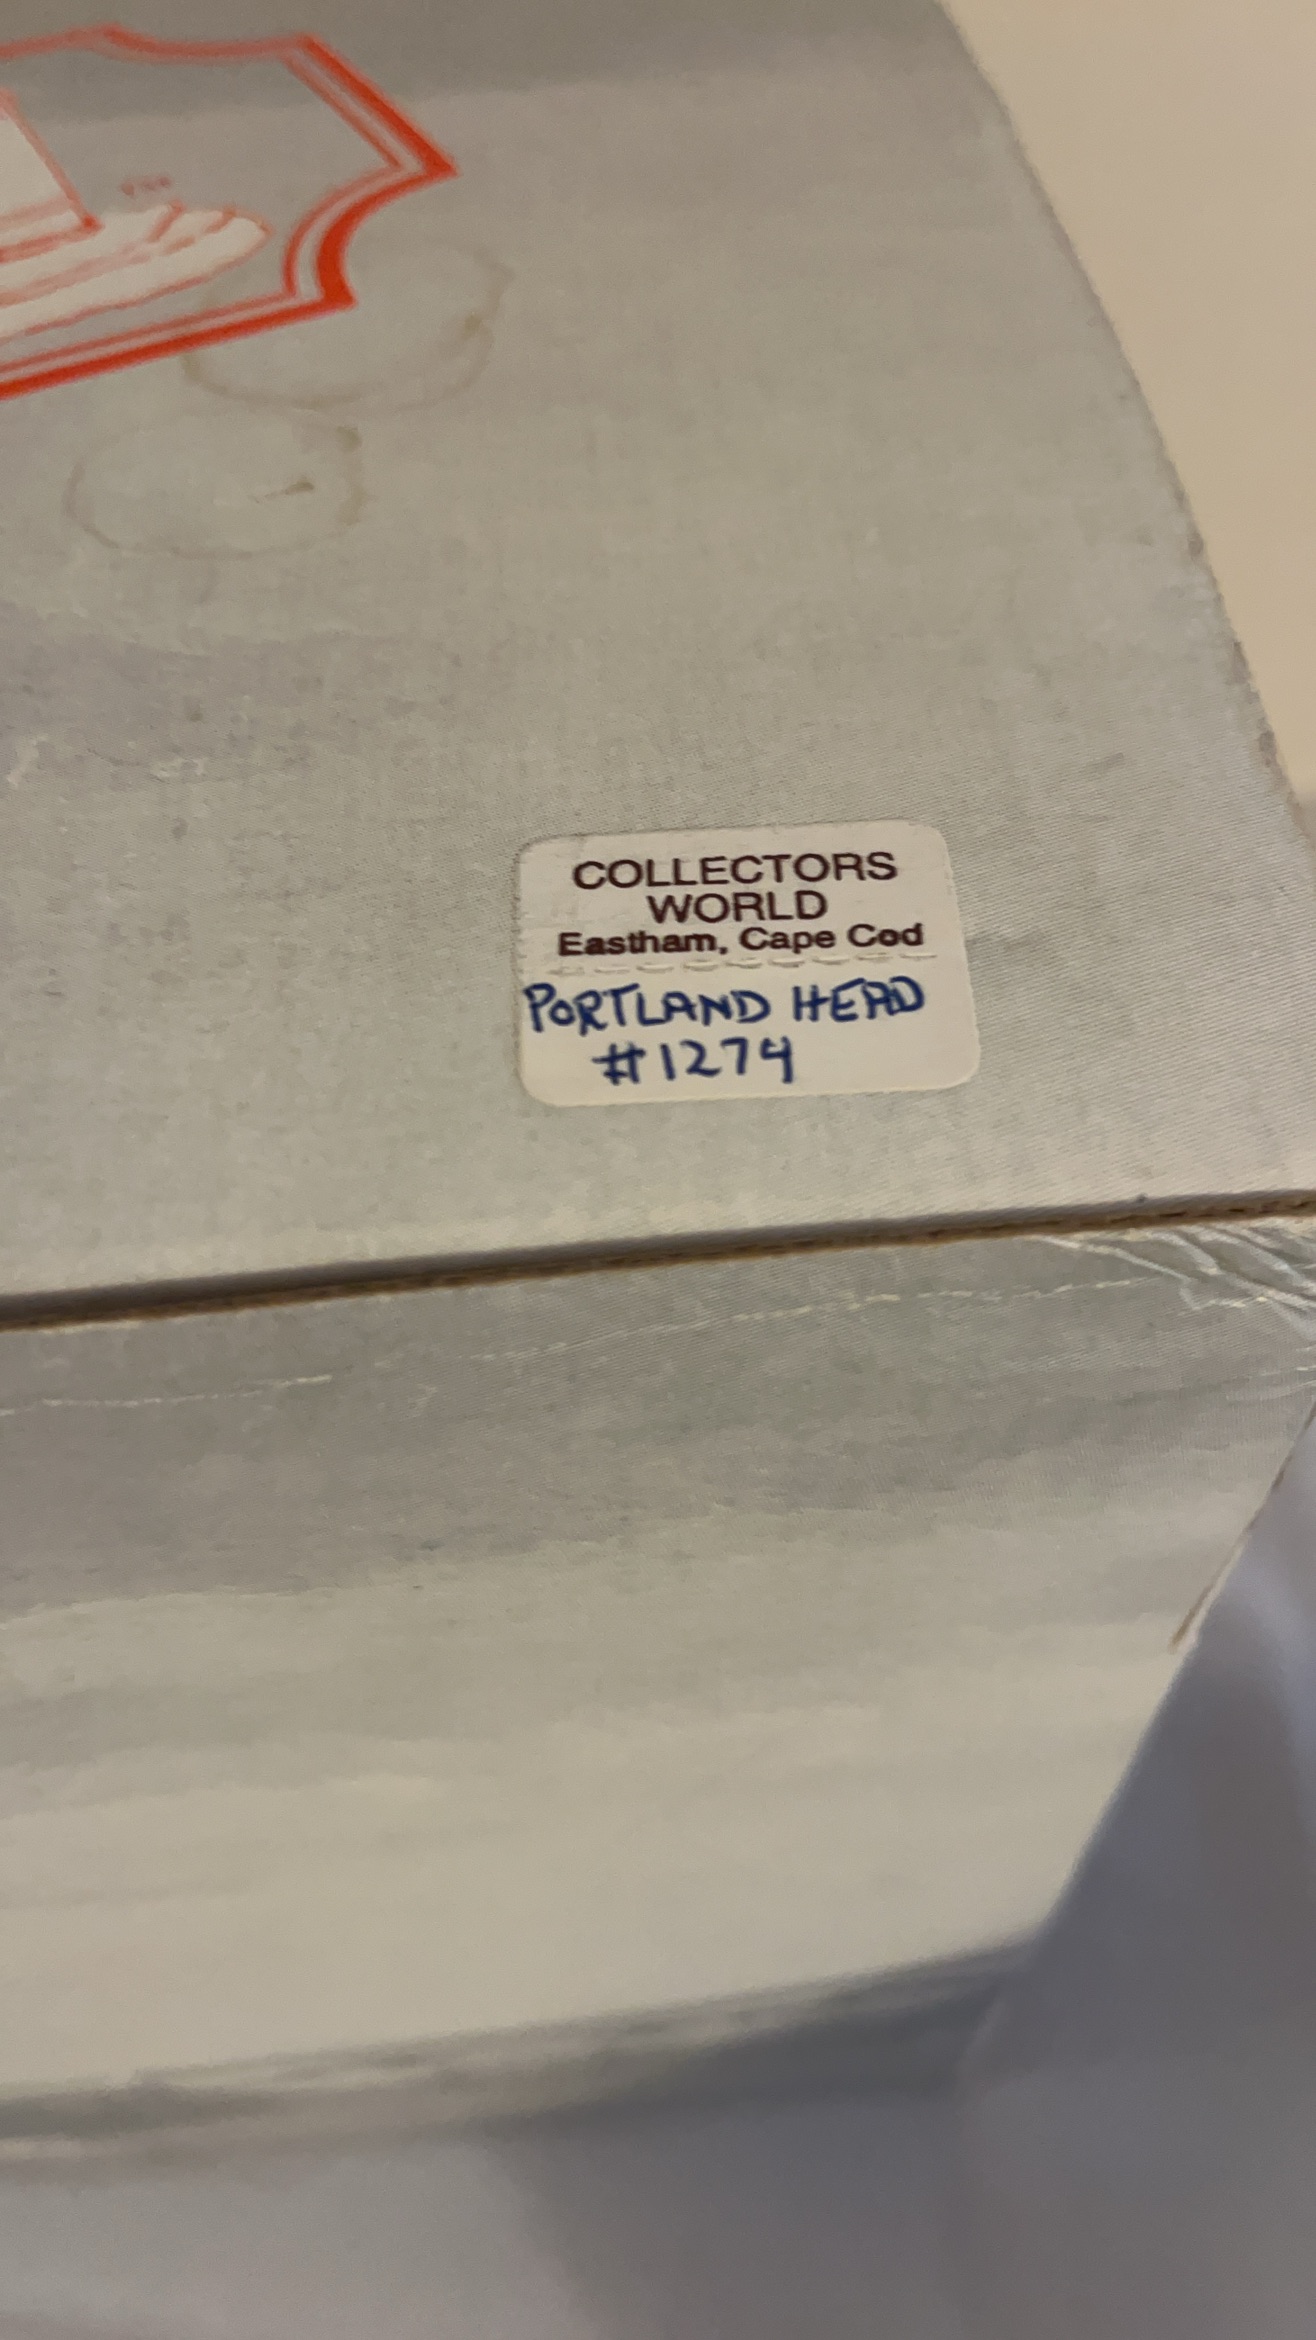 COLLECTORS
WORLD
Eastham, Cape Cod
PORTLAND HEAD
#1274